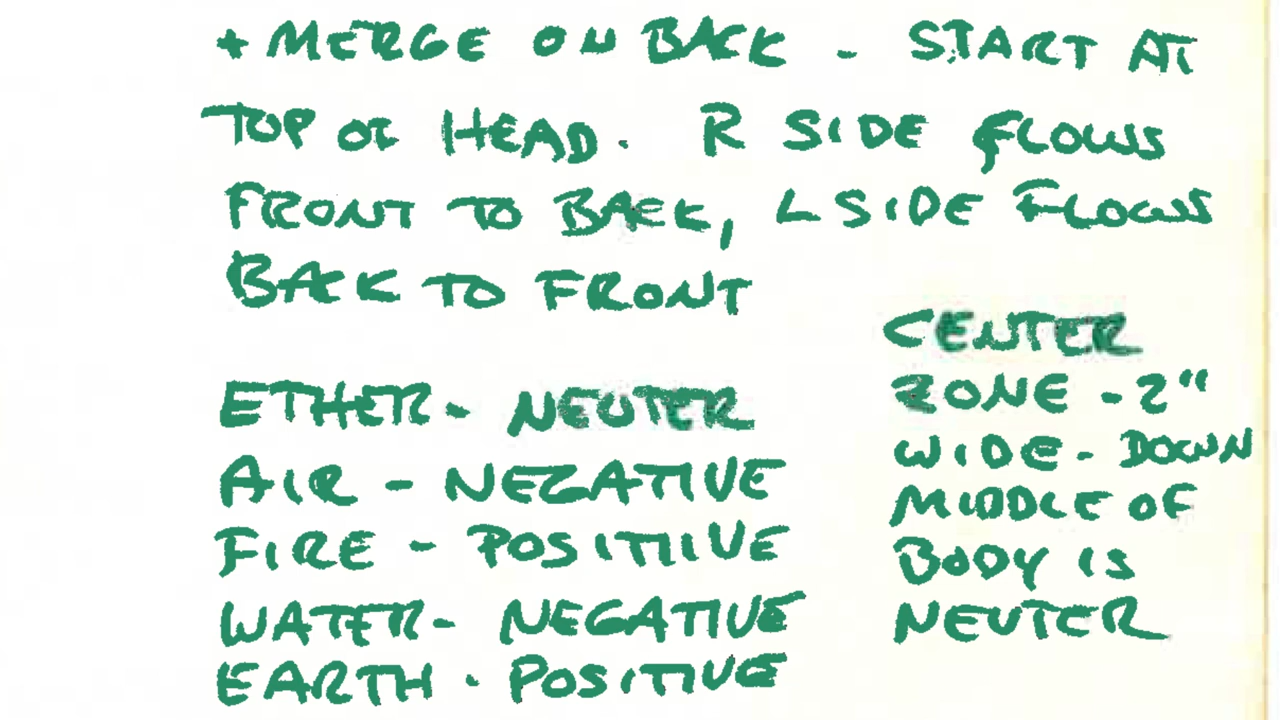 + MERGE ON BACK - START AT
TOP OF HEAD. R SIDE FLOWS
FRONT TO BACK, L SIDE FLOWS
BACK TO FRONT
ETHER - NEUTER
AIR - NEGATIVE
FIRE - POSITIVE
WATER - NEGATIVE
EARTH - POSITIVE
CENTER
ZONE - 2"
WIDE - DOWN
MIDDLE OF
BODY IS
NEUTER